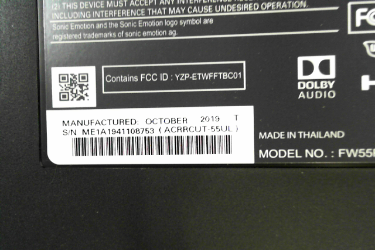 (2) THIS DEVICE MUST ACCEPT ANY INTERFERENCE
INCLUDING INTERFERENCE THAT MAY CAUSE UNDESIRED OPERATION.
Sonic Emotion and the Sonic Emotion logo symbol are
registered trademarks of sonic emotion ag.
FC
Contains FCC ID : YZP-ETWFFTBC01
DOLBY
AUDIO
H
MANUFACTURED: OCTOBER 2019 T
S/N ME1A1941108753 (ACRRCUT-55UL)
MADE IN THAILAND
MODEL NO. : FW55